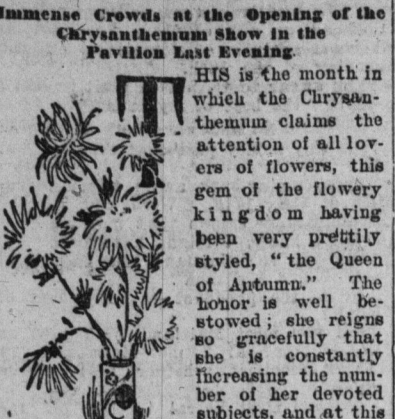 Immense Crowds at the Opening of the
Chrysanthemum Show in the
Pavilion Last Evening.
THIS is the month in
which the Chrysan-
themum claims the
attention of all lov-
ers of flowers, this
gem of the flowery
kingdom having
been very prettily
styled, “ the Queen
of Autumn.” The
honor is well be-
stowed ; she reigns
so gracefully that
she is constantly
increasing the num-
ber of her devoted
subjects, and at this